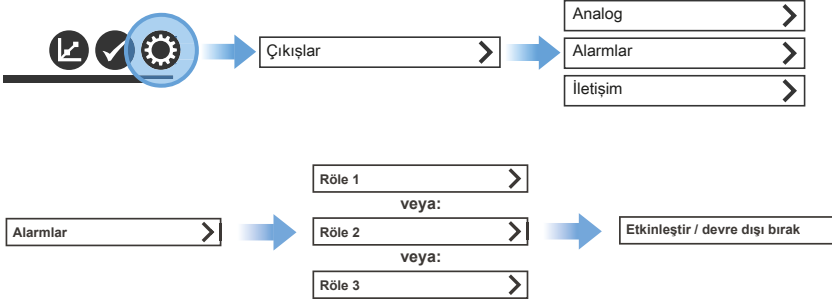 Analog
Çıkışlar
Alarmlar
İletişim
Röle 1
veya:
Alarmlar
Röle 2
Etkinleştir / devre dışı bırak
veya:
Röle 3